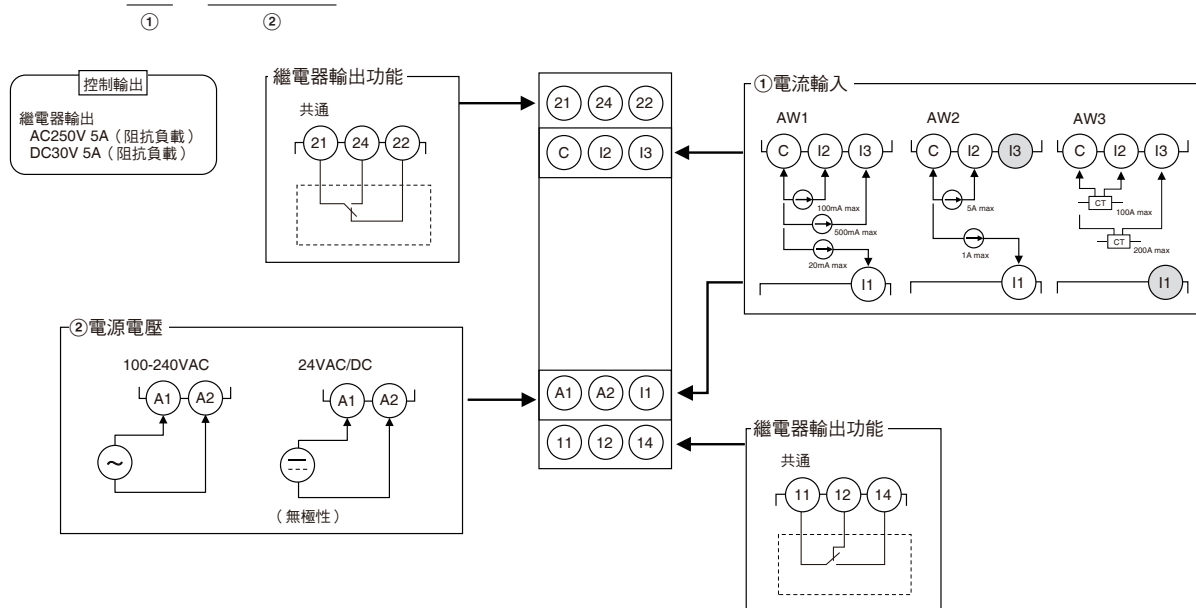 ① ②
控制輸出
繼電器輸出
AC250V 5A（阻抗負載）
DC30V 5A（阻抗負載）
繼電器輸出功能
共通
21 24 22
21 24 22
C I2 I3
A1 A2 I1
11 12 14
①電流輸入
AW1
C I2 I3
100mA max
500mA max
20mA max
I1
AW2
C I2 I3
5A max
1A max
I1
AW3
C I2 I3
CT
100A max
CT
200A max
I1
②電源電壓
100-240VAC
A1 A2
~
24VAC/DC
A1 A2
（無極性）
繼電器輸出功能
共通
11 12 14